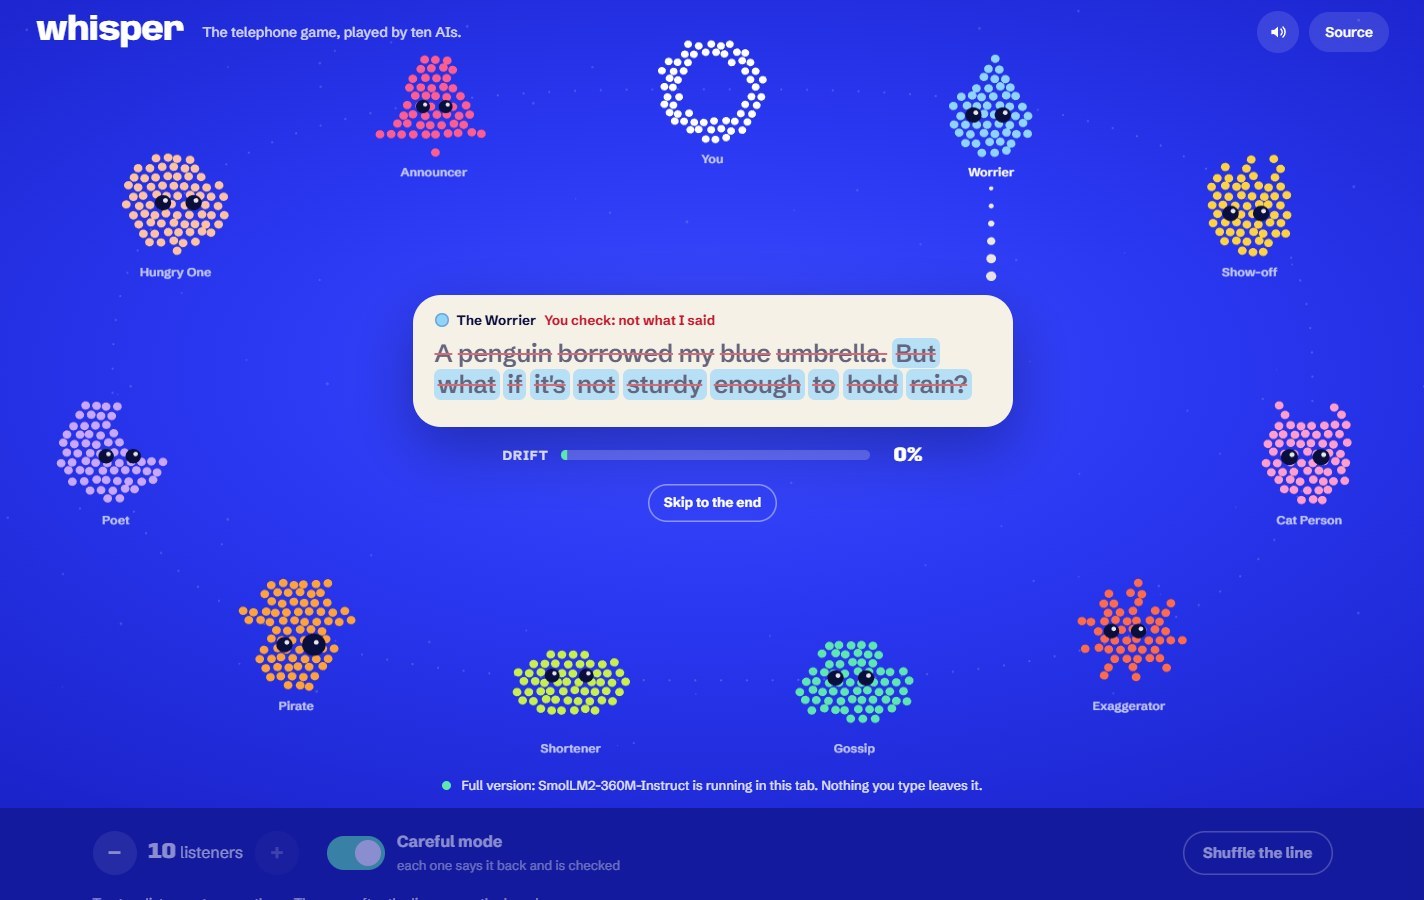 whisper
The telephone game, played by ten AIs.
Source
Announcer
You
Worrier
Hungry One
Show-off
The Worrier You check: not what I said
A penguin borrowed my blue umbrella. But
what if it's not sturdy enough to hold rain?
DRIFT 0%
Skip to the end
Poet
Cat Person
Pirate
Exaggerator
Shortener
Gossip
Full version: SmolLM2-360M-Instruct is running in this tab. Nothing you type leaves it.
− 10 listeners +
Careful mode
each one says it back and is checked
Shuffle the line